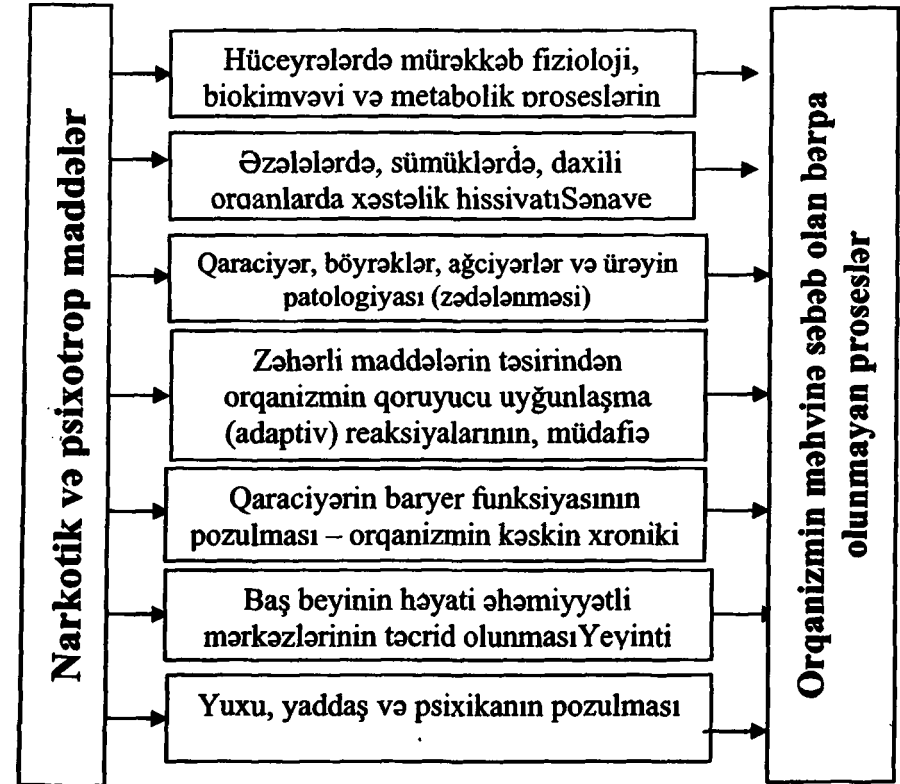 Narkotik və psixotrop maddələr
Hüceyrələrdə mürəkkəb fizioloji,
biokimyəvi və metabolik proseslərin
Əzələlərdə, sümüklərdə, daxili
orqanlarda xəstəlik hissiyatıSənaye
Qaraciyər, böyrəklər, ağciyərlər və ürəyin
patologiyası (zədələnməsi)
Zəhərli maddələrin təsirindən
orqanizmin qoruyucu uyğunlaşma
(adaptiv) reaksiyalarının, müdafiə
Qaraciyərin baryer funksiyasının
pozulması – orqanizmin kəskin xroniki
Baş beyinin həyati əhəmiyyətli
mərkəzlərinin təcrid olunmasıYeyinti
Yuxu, yaddaş və psixikanın pozulması
Orqanizmin məhvinə səbəb olan bərpa
olunmayan proseslər